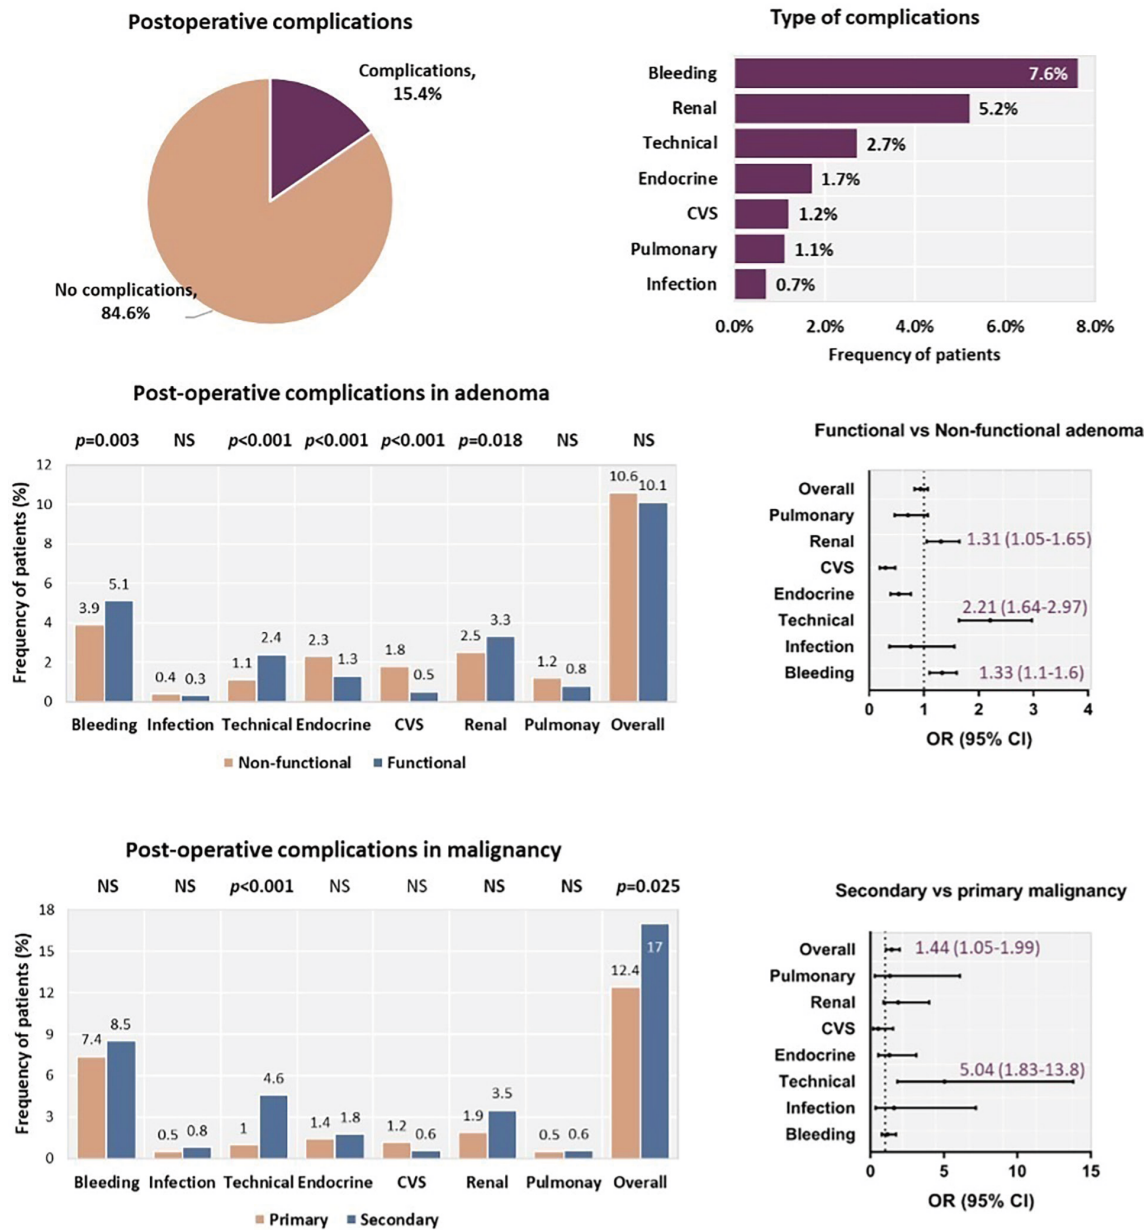 Postoperative complications
Complications,
15.4%
No complications,
84.6%
Type of complications
Bleeding 7.6%
Renal 5.2%
Technical 2.7%
Endocrine 1.7%
CVS 1.2%
Pulmonary 1.1%
Infection 0.7%
0.0% 2.0% 4.0% 6.0% 8.0%
Frequency of patients
Post-operative complications in adenoma
p=0.003 NS p<0.001 p<0.001 p<0.001 p=0.018 NS NS
Frequency of patients (%)
12
10
8
6
4
2
0
3.9 5.1 0.4 0.3 1.1 2.4 2.3 1.3 1.8 0.5 2.5 3.3 1.2 0.8 10.6 10.1
Bleeding Infection Technical Endocrine CVS Renal Pulmonay Overall
Non-functional Functional
Functional vs Non-functional adenoma
Overall
Pulmonary
Renal 1.31 (1.05-1.65)
CVS
Endocrine
2.21 (1.64-2.97)
Technical
Infection
Bleeding 1.33 (1.1-1.6)
0 1 2 3 4
OR (95% CI)
Post-operative complications in malignancy
NS NS p<0.001 NS NS NS NS p=0.025
Frequency of patients (%)
18
15
12
9
6
3
0
7.4 8.5 0.5 0.8 1 4.6 1.4 1.8 1.2 0.6 1.9 3.5 0.5 0.6 12.4 17
Bleeding Infection Technical Endocrine CVS Renal Pulmonay Overall
Primary Secondary
Secondary vs primary malignancy
Overall 1.44 (1.05-1.99)
Pulmonary
Renal
CVS
Endocrine
5.04 (1.83-13.8)
Technical
Infection
Bleeding
0 5 10 15
OR (95% CI)